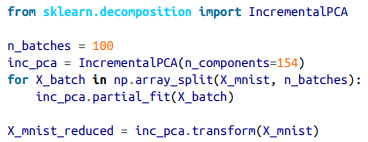 from sklearn.decomposition import IncrementalPCA
n_batches = 100
inc_pca = IncrementalPCA(n_components=154)
for X_batch in np.array_split(X_mnist, n_batches):
    inc_pca.partial_fit(X_batch)
X_mnist_reduced = inc_pca.transform(X_mnist)